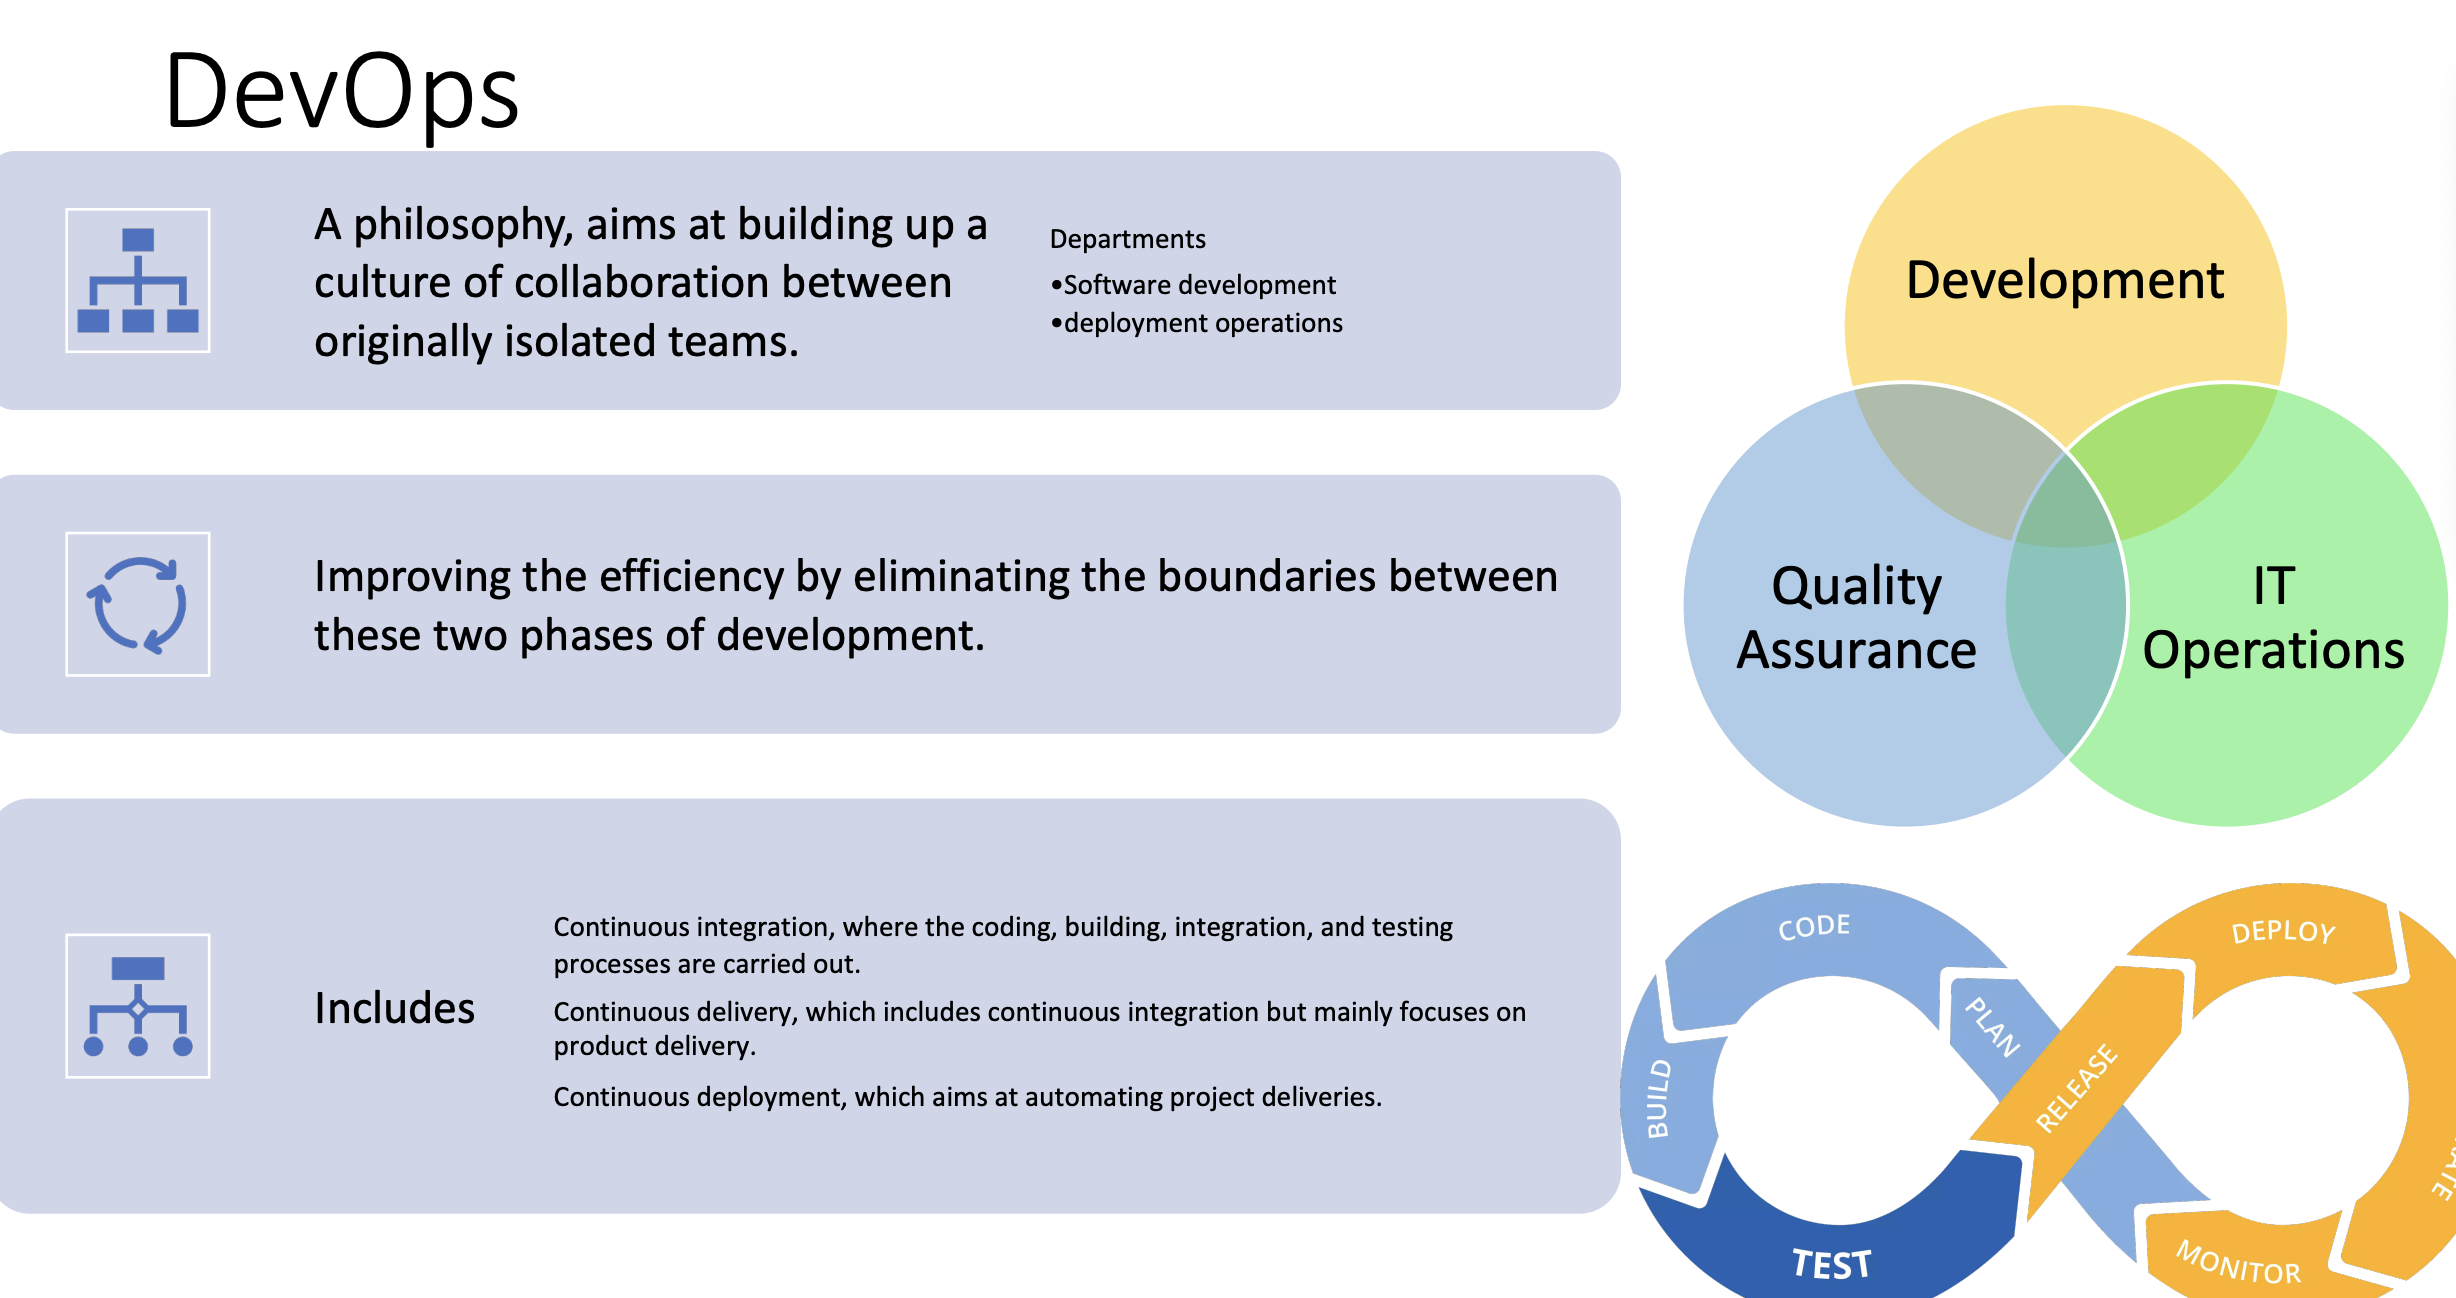 DevOps
A philosophy, aims at building up a
culture of collaboration between
originally isolated teams.
Departments
•Software development
•deployment operations
Improving the efficiency by eliminating the boundaries between
these two phases of development.
Includes
Continuous integration, where the coding, building, integration, and testing
processes are carried out.
Continuous delivery, which includes continuous integration but mainly focuses on
product delivery.
Continuous deployment, which aims at automating project deliveries.
Development
Quality
Assurance
IT
Operations
CODE
PLAN
BUILD
TEST
RELEASE
DEPLOY
MONITOR